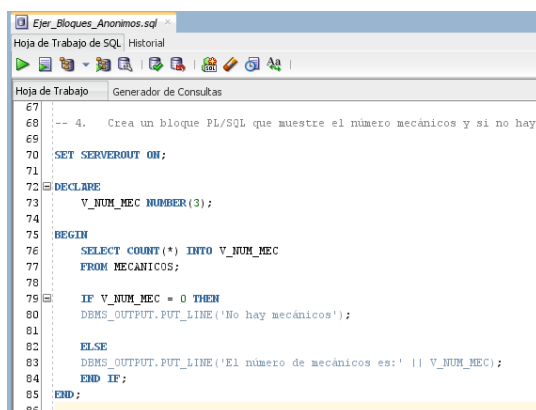 Ejer_Bloques_Anonimos.sql
Hoja de Trabajo de SQL Historial
Hoja de Trabajo Generador de Consultas
67
68 -- 4. Crea un bloque PL/SQL que muestre el número mecánicos y si no hay
69
70 SET SERVEROUT ON;
71
72 DECLARE
73 V_NUM_MEC NUMBER(3);
74
75 BEGIN
76 SELECT COUNT(*) INTO V_NUM_MEC
77 FROM MECANICOS;
78
79 IF V_NUM_MEC = 0 THEN
80 DBMS_OUTPUT.PUT_LINE('No hay mecánicos');
81
82 ELSE
83 DBMS_OUTPUT.PUT_LINE('El número de mecánicos es:' || V_NUM_MEC);
84 END IF;
85 END;
86